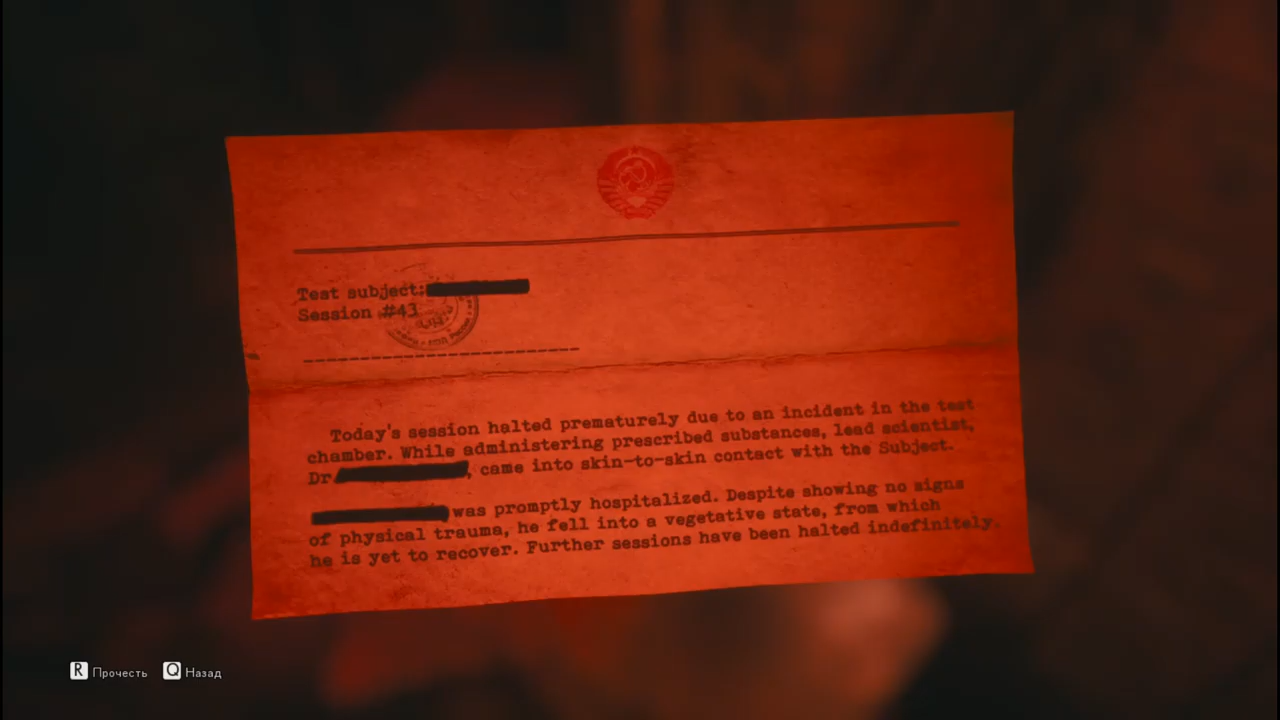 Test subject:
Session #43
Today's session halted prematurely due to an incident in the test
chamber. While administering prescribed substances, lead scientist,
Dr , came into skin-to-skin contact with the Subject.
was promptly hospitalized. Despite showing no signs
of physical trauma, he fell into a vegetative state, from which
he is yet to recover. Further sessions have been halted indefinitely.
R Прочесть Q Назад